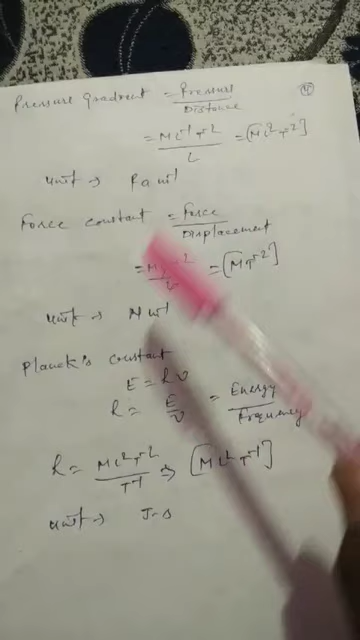 Pressure gradient = Pressure / Distance
= ML⁻¹T⁻² / L = [ML⁻²T⁻²]
Unit → Pa m⁻¹
Force constant = Force / Displacement
= / L = [MT⁻²]
Unit → N m⁻¹
Planck's constant
E = hν
h = E / ν = Energy / Frequency
h = ML²T⁻² / T⁻¹ ⇒ [ML²T⁻¹]
Unit → J-s